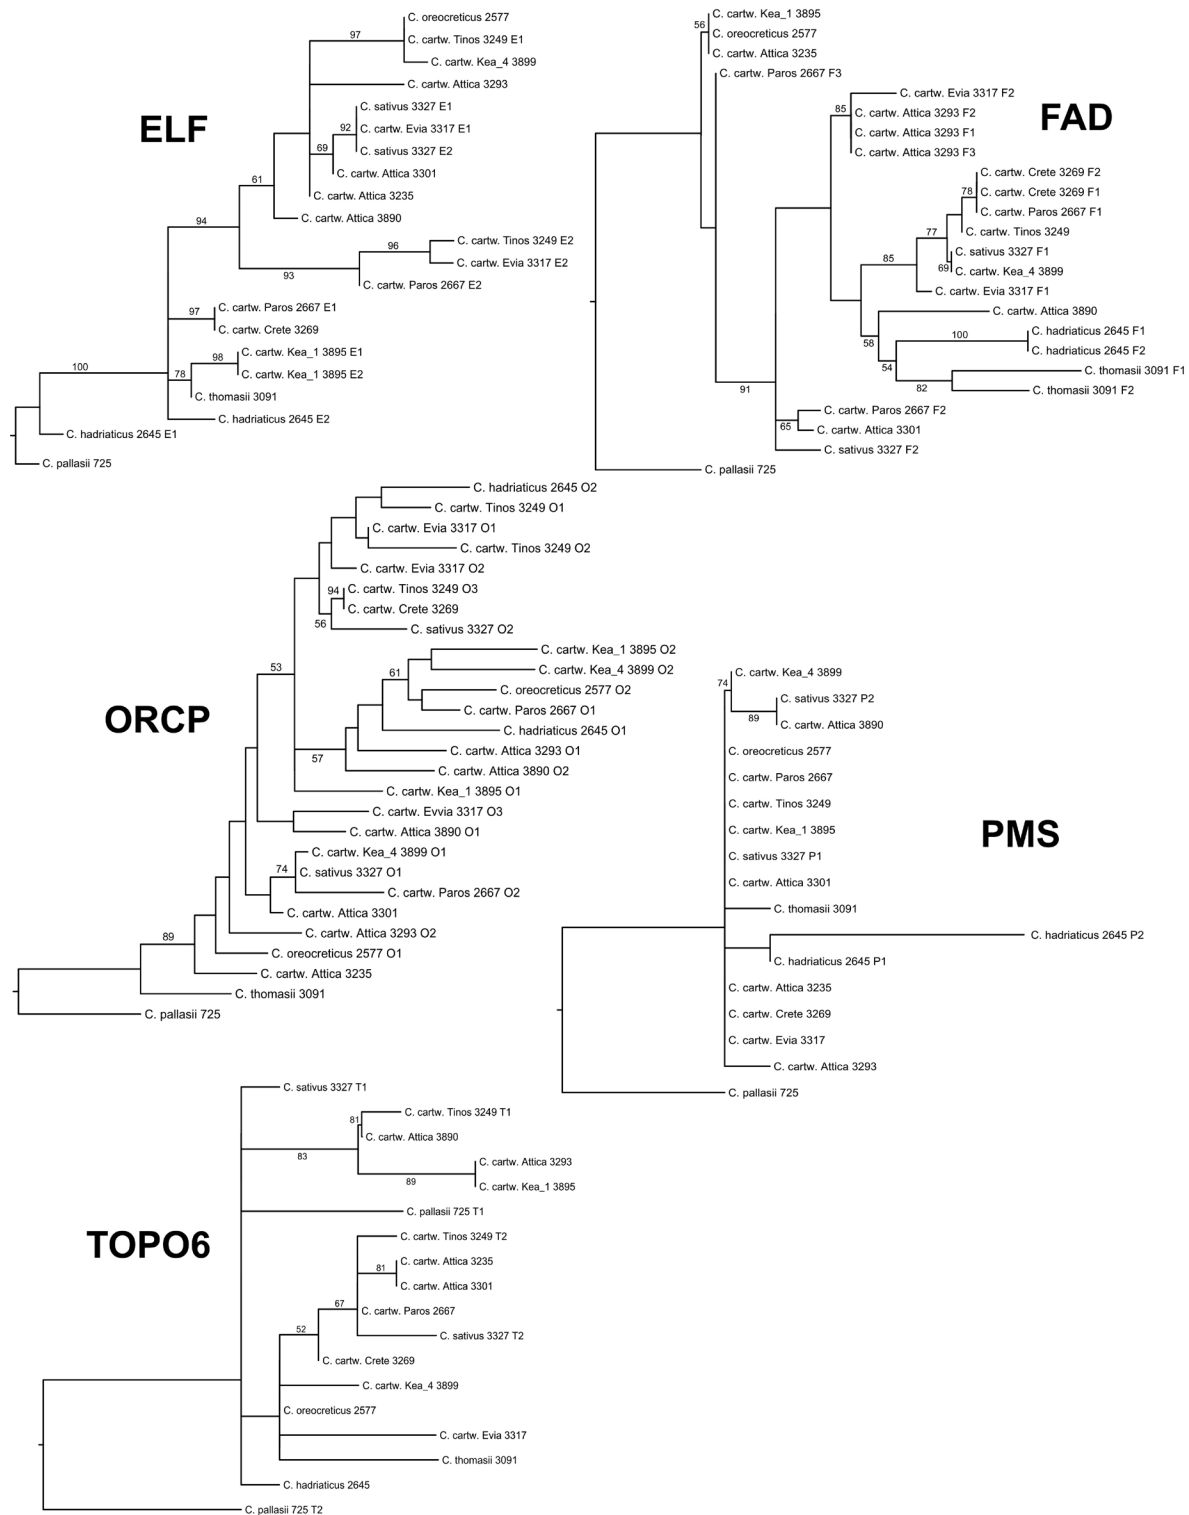 ELF
C. oreocreticus 2577
97
C. cartw. Tinos 3249 E1
C. cartw. Kea_4 3899
C. cartw. Attica 3293
C. sativus 3327 E1
92
C. cartw. Evia 3317 E1
C. sativus 3327 E2
69
C. cartw. Attica 3301
61
C. cartw. Attica 3235
C. cartw. Attica 3890
94
C. cartw. Tinos 3249 E2
96
C. cartw. Evia 3317 E2
93
C. cartw. Paros 2667 E2
C. cartw. Paros 2667 E1
97
C. cartw. Crete 3269
C. cartw. Kea_1 3895 E1
98
C. cartw. Kea_1 3895 E2
100
78
C. thomasii 3091
C. hadriaticus 2645 E2
C. hadriaticus 2645 E1
C. pallasii 725
FAD
C. cartw. Kea_1 3895
56
C. oreocreticus 2577
C. cartw. Attica 3235
C. cartw. Paros 2667 F3
C. cartw. Evia 3317 F2
85
C. cartw. Attica 3293 F2
C. cartw. Attica 3293 F1
C. cartw. Attica 3293 F3
C. cartw. Crete 3269 F2
78
C. cartw. Crete 3269 F1
C. cartw. Paros 2667 F1
77
C. cartw. Tinos 3249
C. sativus 3327 F1
85
69
C. cartw. Kea_4 3899
C. cartw. Evia 3317 F1
C. cartw. Attica 3890
58
C. hadriaticus 2645 F1
100
C. hadriaticus 2645 F2
54
C. thomasii 3091 F1
82
C. thomasii 3091 F2
91
C. cartw. Paros 2667 F2
65
C. cartw. Attica 3301
C. sativus 3327 F2
C. pallasii 725
ORCP
C. hadriaticus 2645 O2
C. cartw. Tinos 3249 O1
C. cartw. Evia 3317 O1
C. cartw. Tinos 3249 O2
C. cartw. Evia 3317 O2
94
C. cartw. Tinos 3249 O3
C. cartw. Crete 3269
56
C. sativus 3327 O2
C. cartw. Kea_1 3895 O2
53
61
C. cartw. Kea_4 3899 O2
C. oreocreticus 2577 O2
C. cartw. Paros 2667 O1
C. hadriaticus 2645 O1
C. cartw. Attica 3293 O1
57
C. cartw. Attica 3890 O2
C. cartw. Kea_1 3895 O1
C. cartw. Evvia 3317 O3
C. cartw. Attica 3890 O1
C. cartw. Kea_4 3899 O1
74
C. sativus 3327 O1
C. cartw. Paros 2667 O2
C. cartw. Attica 3301
C. cartw. Attica 3293 O2
89
C. oreocreticus 2577 O1
C. cartw. Attica 3235
C. thomasii 3091
C. pallasii 725
PMS
C. cartw. Kea_4 3899
74
C. sativus 3327 P2
89
C. cartw. Attica 3890
C. oreocreticus 2577
C. cartw. Paros 2667
C. cartw. Tinos 3249
C. cartw. Kea_1 3895
C. sativus 3327 P1
C. cartw. Attica 3301
C. thomasii 3091
C. hadriaticus 2645 P2
C. hadriaticus 2645 P1
C. cartw. Attica 3235
C. cartw. Crete 3269
C. cartw. Evia 3317
C. cartw. Attica 3293
C. pallasii 725
TOPO6
C. sativus 3327 T1
C. cartw. Tinos 3249 T1
81
C. cartw. Attica 3890
83
C. cartw. Attica 3293
89
C. cartw. Kea_1 3895
C. pallasii 725 T1
C. cartw. Tinos 3249 T2
C. cartw. Attica 3235
81
C. cartw. Attica 3301
67
C. cartw. Paros 2667
52
C. sativus 3327 T2
C. cartw. Crete 3269
C. cartw. Kea_4 3899
C. oreocreticus 2577
C. cartw. Evia 3317
C. thomasii 3091
C. hadriaticus 2645
C. pallasii 725 T2